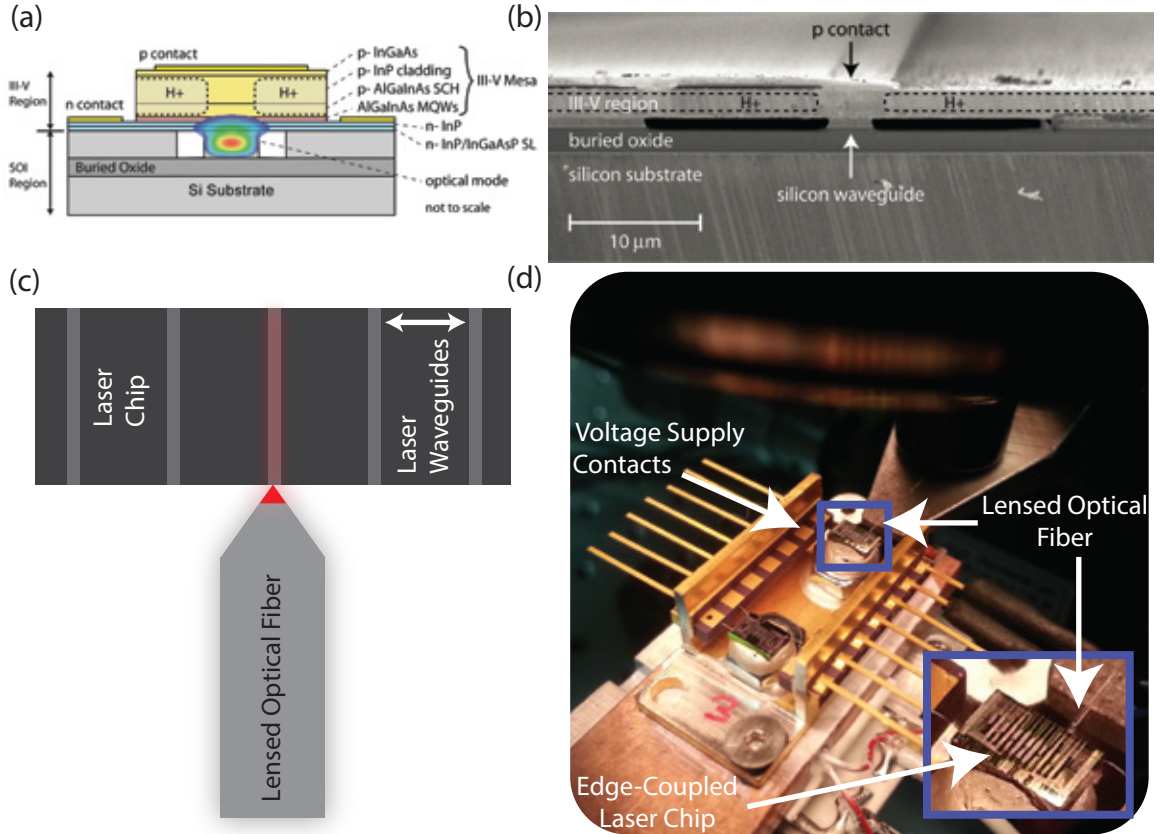 (a)
p contact
p- InGaAs
p- InP cladding
p- AlGaInAs SCH
AlGaInAs MQWs
III-V Mesa
III-V
Region
H+
H+
n contact
n- InP
n- InP/InGaAsP SL
SOI
Region
Buried Oxide
optical mode
Si Substrate
not to scale
(b)
p contact
III-V region
H+
H+
buried oxide
silicon substrate
silicon waveguide
10 μm
(c)
Laser
Chip
Laser
Waveguides
Lensed Optical Fiber
(d)
Voltage Supply
Contacts
Lensed Optical
Fiber
3
Edge-Coupled
Laser Chip